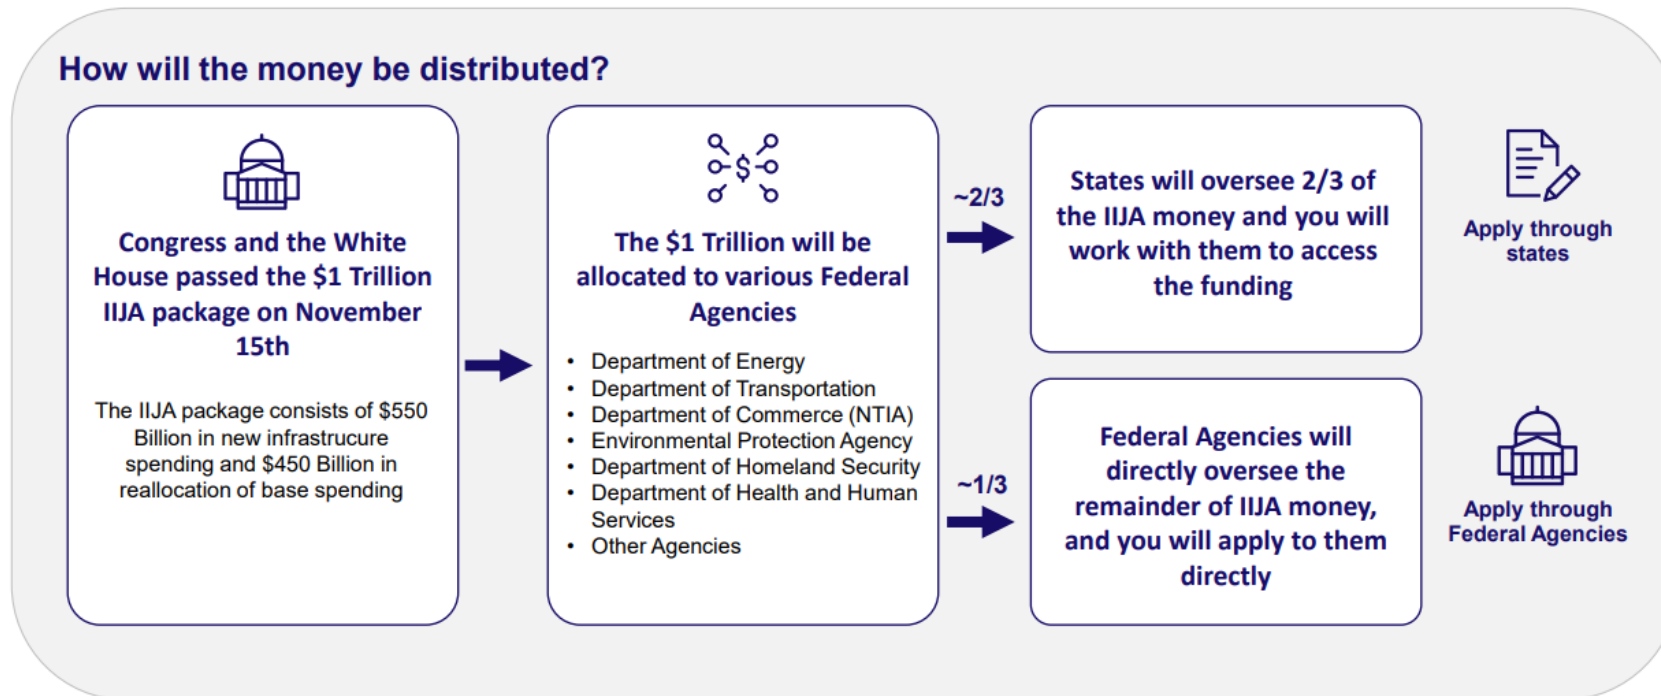 How will the money be distributed?
Congress and the White
House passed the $1 Trillion
IIJA package on November
15th
The IIJA package consists of $550
Billion in new infrastrucure
spending and $450 Billion in
reallocation of base spending
$
The $1 Trillion will be
allocated to various Federal
Agencies
• Department of Energy
• Department of Transportation
• Department of Commerce (NTIA)
• Environmental Protection Agency
• Department of Homeland Security
• Department of Health and Human
Services
• Other Agencies
~2/3
States will oversee 2/3 of
the IIJA money and you will
work with them to access
the funding
Apply through
states
~1/3
Federal Agencies will
directly oversee the
remainder of IIJA money,
and you will apply to them
directly
Apply through
Federal Agencies